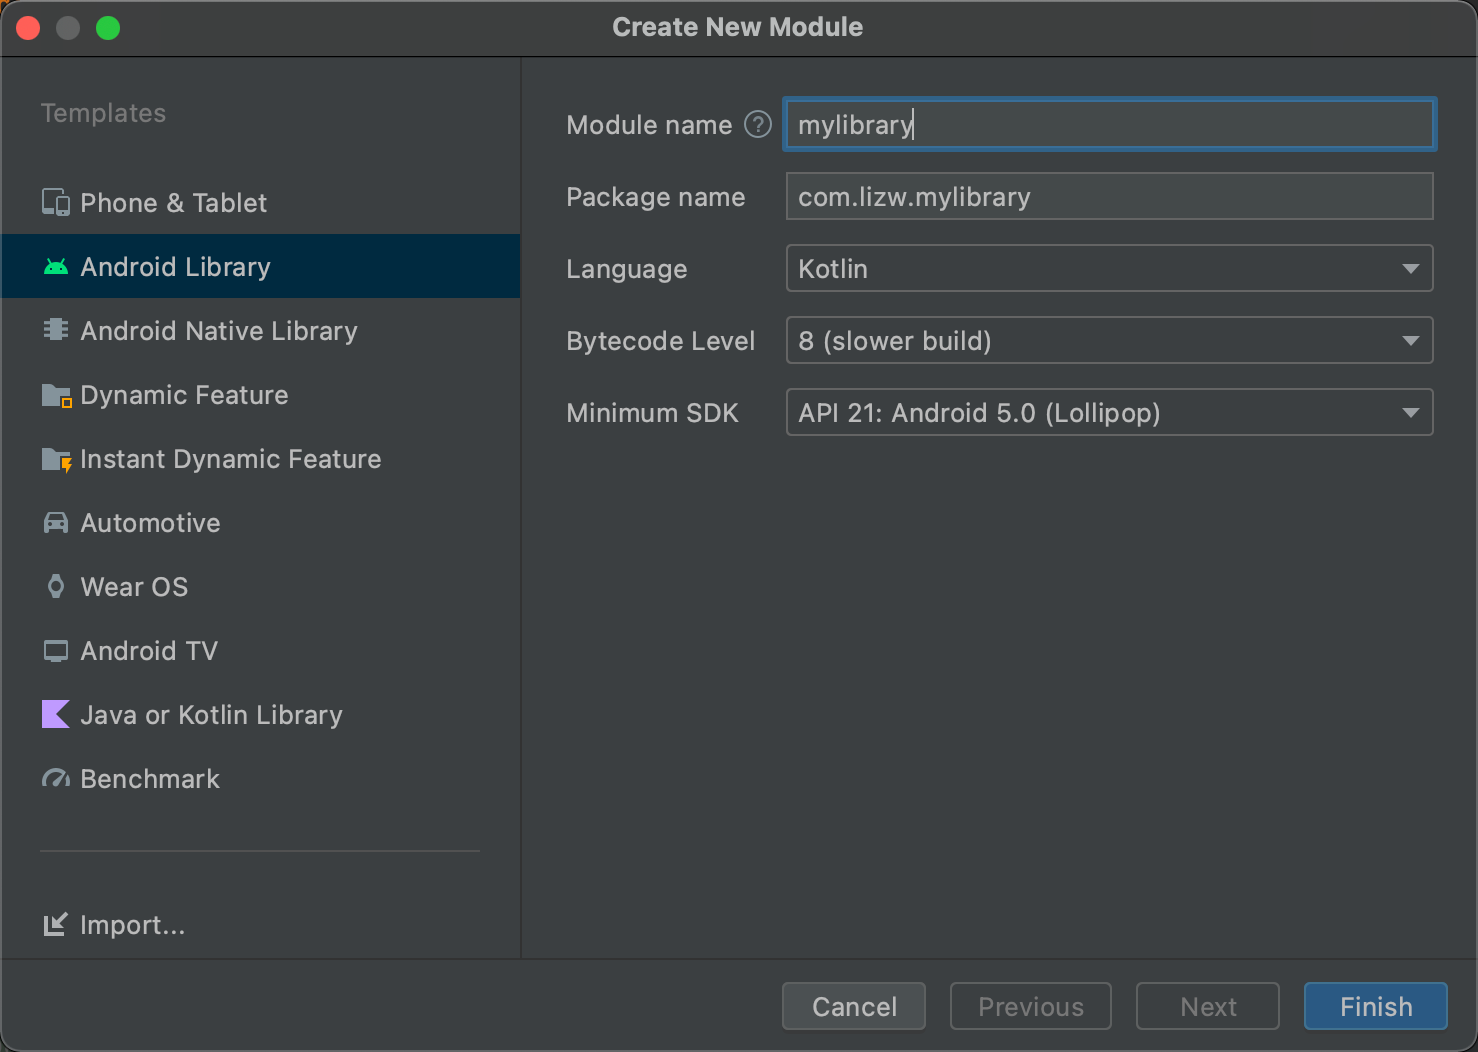 Create New Module
Templates
Phone & Tablet
Android Library
Android Native Library
Dynamic Feature
Instant Dynamic Feature
Automotive
Wear OS
Android TV
Java or Kotlin Library
Benchmark
Import...
Module name ? mylibrary
Package name com.lizw.mylibrary
Language Kotlin
Bytecode Level 8 (slower build)
Minimum SDK API 21: Android 5.0 (Lollipop)
Cancel Previous Next Finish